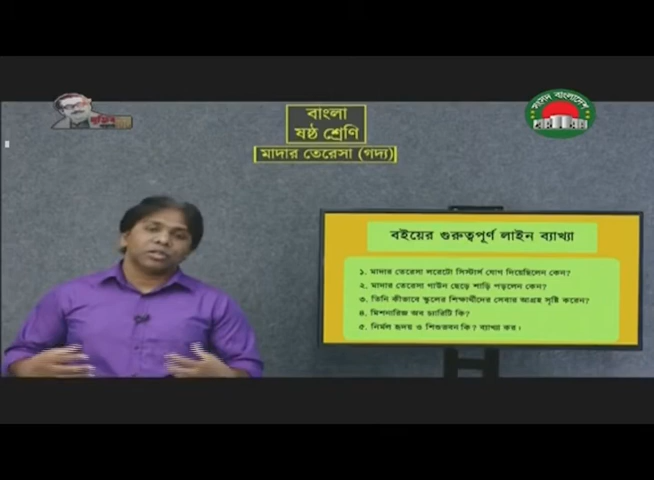 বাংলা
ষষ্ঠ শ্রেণি
মাদার তেরেসা (গদ্য)
সংসদ বাংলাদেশ
বইয়ের গুরুত্বপূর্ণ লাইন ব্যাখ্যা
১. মাদার তেরেসা লরেটো সিস্টার্স যোগ দিয়েছিলেন কেন?
২. মাদার তেরেসা গাউন ছেড়ে শাড়ি পড়লেন কেন?
৩. তিনি কীভাবে স্কুলের শিক্ষার্থীদের সেবার আগ্রহ সৃষ্টি করেন?
৪. মিশনারিজ অব চ্যারিটি কি?
৫. নির্মল হৃদয় ও শিশুভবন কি? ব্যাখ্যা কর।